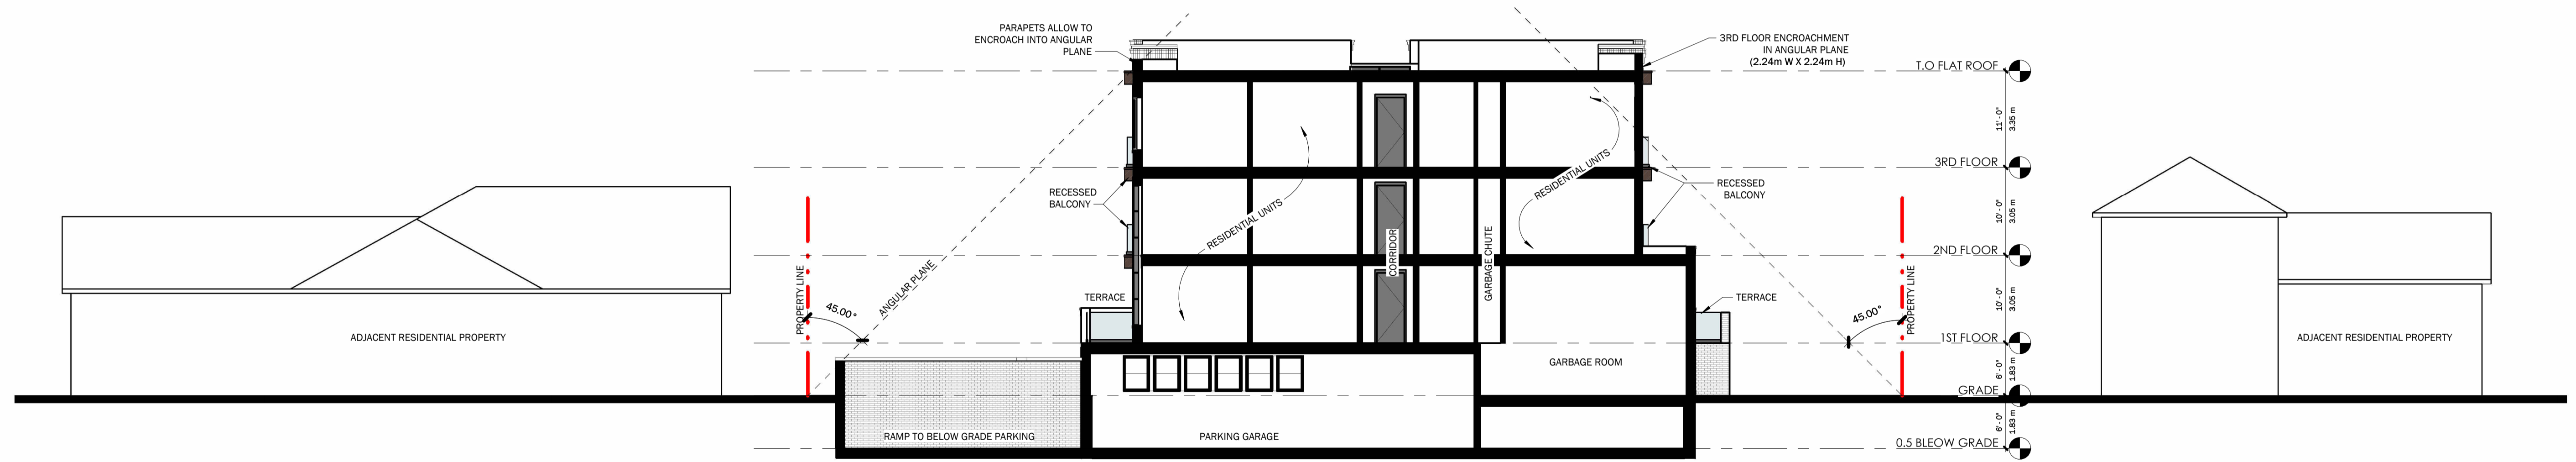 PARAPETS ALLOW TO
ENCROACH INTO ANGULAR
PLANE
3RD FLOOR ENCROACHMENT
IN ANGULAR PLANE
(2.24m W X 2.24m H)
T.O FLAT ROOF
11' - 0"
3.35 m
3RD FLOOR
RECESSED
BALCONY
RESIDENTIAL UNITS
RESIDENTIAL UNITS
RECESSED
BALCONY
10' - 0"
3.05 m
CORRIDOR
GARBAGE CHUTE
2ND FLOOR
PROPERTY LINE
45.00°
ANGULAR PLANE
TERRACE
TERRACE
45.00°
PROPERTY LINE
10' - 0"
3.05 m
ADJACENT RESIDENTIAL PROPERTY
1ST FLOOR
ADJACENT RESIDENTIAL PROPERTY
GARBAGE ROOM
6' - 0"
1.83 m
GRADE
RAMP TO BELOW GRADE PARKING
PARKING GARAGE
6' - 0"
1.83 m
0.5 BLEOW GRADE